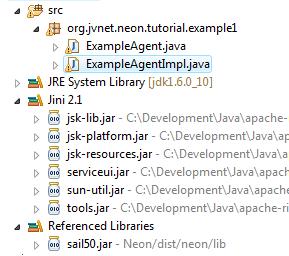 src
org.jvnet.neon.tutorial.example1
ExampleAgent.java
ExampleAgentImpl.java
JRE System Library [jdk1.6.0_10]
Jini 2.1
jsk-lib.jar - C:\Development\Java\apache-
jsk-platform.jar - C:\Development\Java\ap
jsk-resources.jar - C:\Development\Java\a
serviceui.jar - C:\Development\Java\apach
sun-util.jar - C:\Development\Java\apache
tools.jar - C:\Development\Java\apache-ri
Referenced Libraries
sail50.jar - Neon/dist/neon/lib